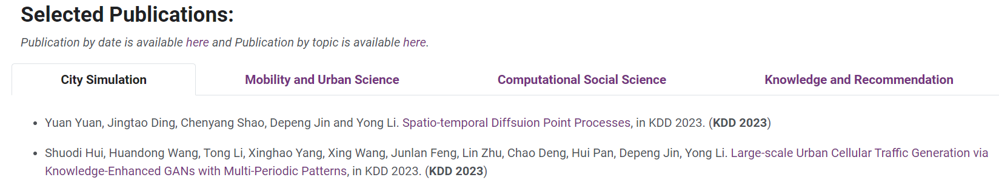 Selected Publications:
Publication by date is available here and Publication by topic is available here.
City Simulation
Mobility and Urban Science
Computational Social Science
Knowledge and Recommendation
• Yuan Yuan, Jingtao Ding, Chenyang Shao, Depeng Jin and Yong Li. Spatio-temporal Diffsuion Point Processes, in KDD 2023. (KDD 2023)
• Shuodi Hui, Huandong Wang, Tong Li, Xinghao Yang, Xing Wang, Junlan Feng, Lin Zhu, Chao Deng, Hui Pan, Depeng Jin, Yong Li. Large-scale Urban Cellular Traffic Generation via
Knowledge-Enhanced GANs with Multi-Periodic Patterns, in KDD 2023. (KDD 2023)